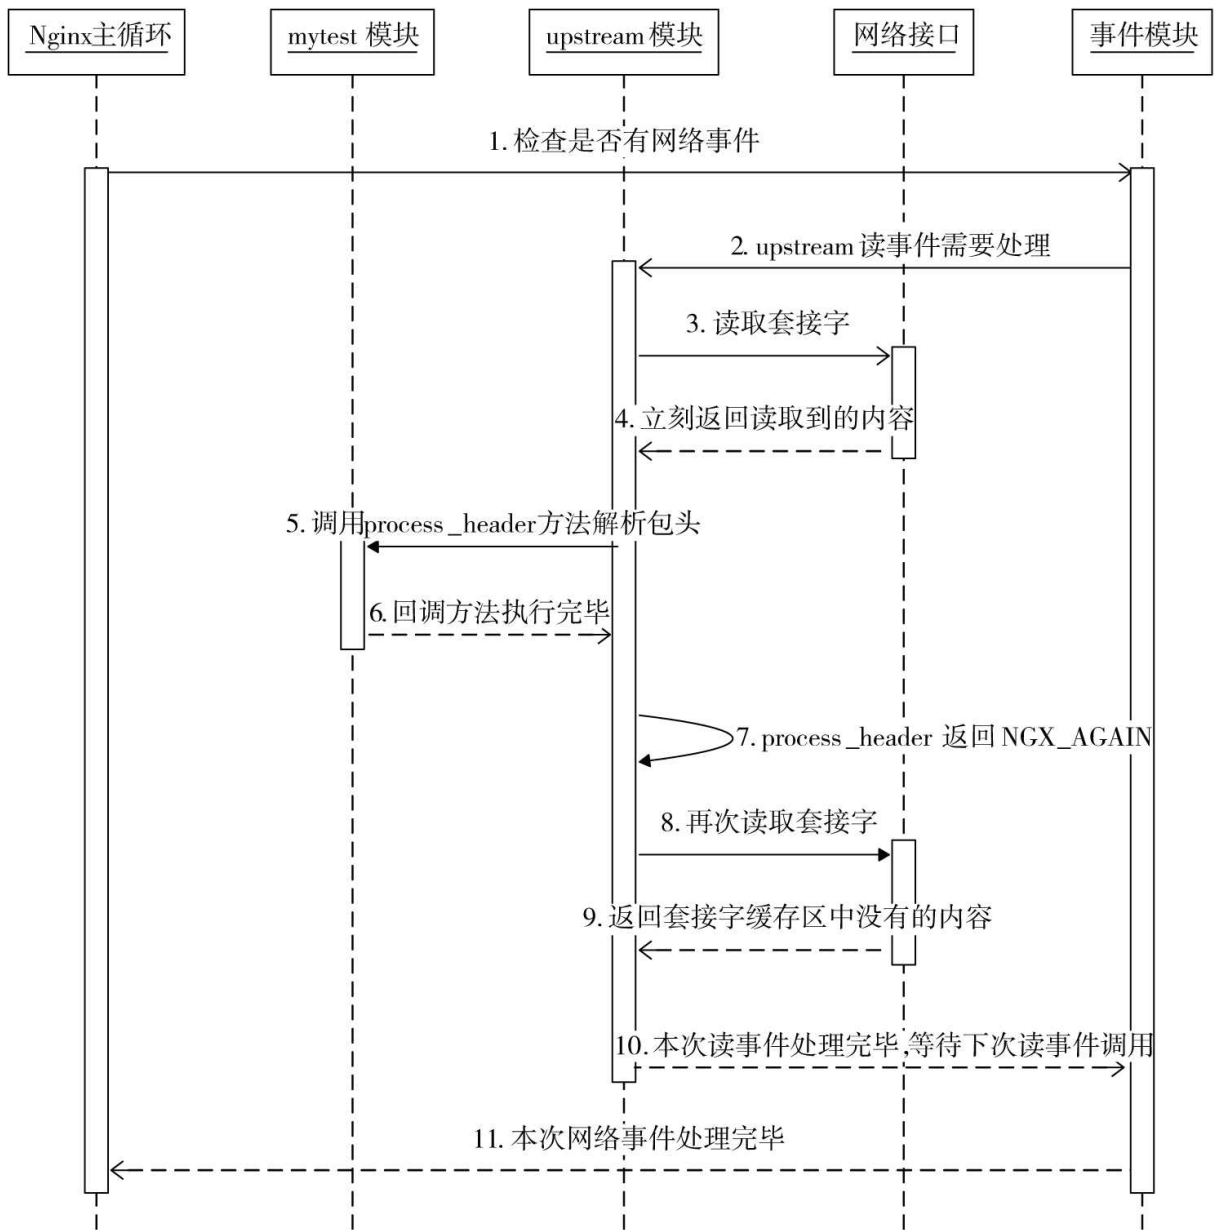 Nginx主循环
mytest 模块
upstream 模块
网络接口
事件模块
1. 检查是否有网络事件
2. upstream 读事件需要处理
3. 读取套接字
4. 立刻返回读取到的内容
5. 调用process_header方法解析包头
6. 回调方法执行完毕
7. process_header 返回 NGX_AGAIN
8. 再次读取套接字
9. 返回套接字缓存区中没有的内容
10. 本次读事件处理完毕,等待下次读事件调用
11. 本次网络事件处理完毕